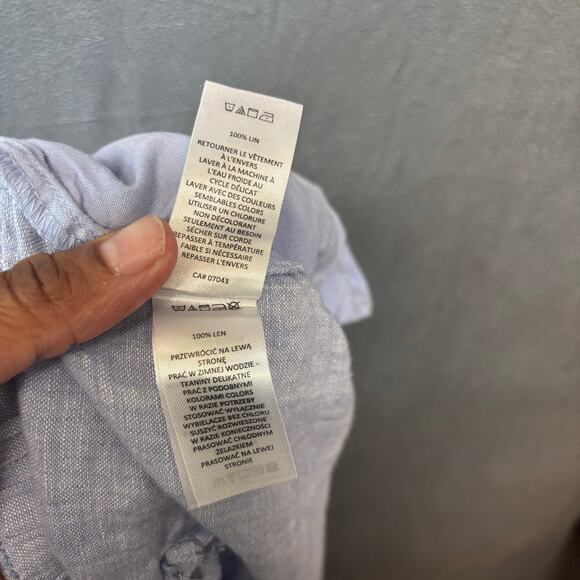 100% LIN
RETOURNER LE VÊTEMENT
À L'ENVERS
LAVER À LA MACHINE À
L'EAU FROIDE AU
CYCLE DÉLICAT
LAVER AVEC DES COULEURS
SEMBLABLES COLORS
UTILISER UN CHLORURE
NON DÉCOLORANT
SEULEMENT AU BESOIN
SÉCHER SUR CORDE
REPASSER À TEMPÉRATURE
FAIBLE SI NÉCESSAIRE
REPASSER L'ENVERS
CA# 07043
100% LEN
PRZEWRÓCIĆ NA LEWĄ
STRONĘ
PRAĆ W ZIMNEJ WODZIE -
TKANINY DELIKATNE
PRAĆ Z PODOBNYMI
KOLORAMI COLORS
W RAZIE POTRZEBY
STOSOWAĆ WYŁĄCZNIE
WYBIELACZE BEZ CHLORU
SUSZYĆ ROZWIESZONE
W RAZIE KONIECZNOŚCI
PRASOWAĆ CHŁODNYM
ŻELAZKIEM
PRASOWAĆ NA LEWEJ
STRONIE